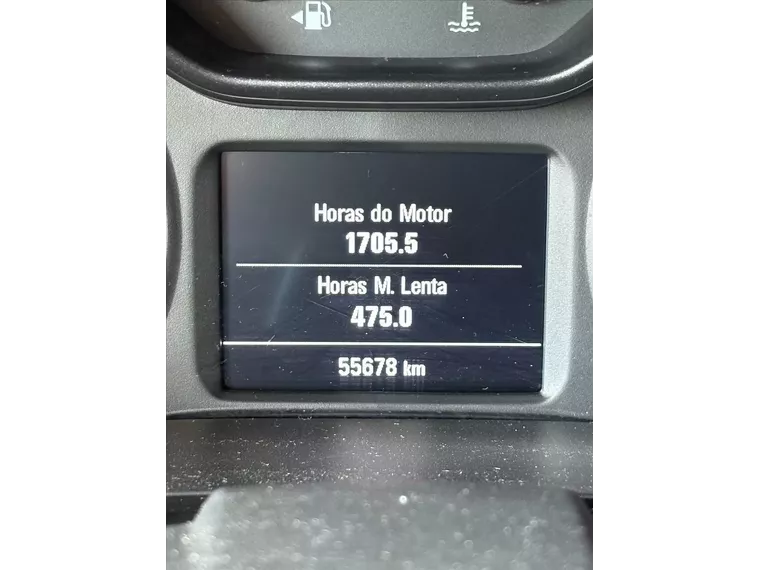 Horas do Motor
1705.5
Horas M. Lenta
475.0
55678 km